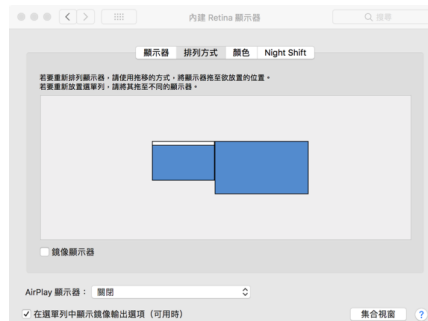 內建 Retina 顯示器
搜尋
顯示器 排列方式 顏色 Night Shift
若要重新排列顯示器，請使用拖移的方式，將顯示器拖至欲放置的位置。
若要重新放置選單列，請將其拖至不同的顯示器。
鏡像顯示器
AirPlay 顯示器： 關閉
在選單列中顯示鏡像輸出選項（可用時）
集合視窗 ?